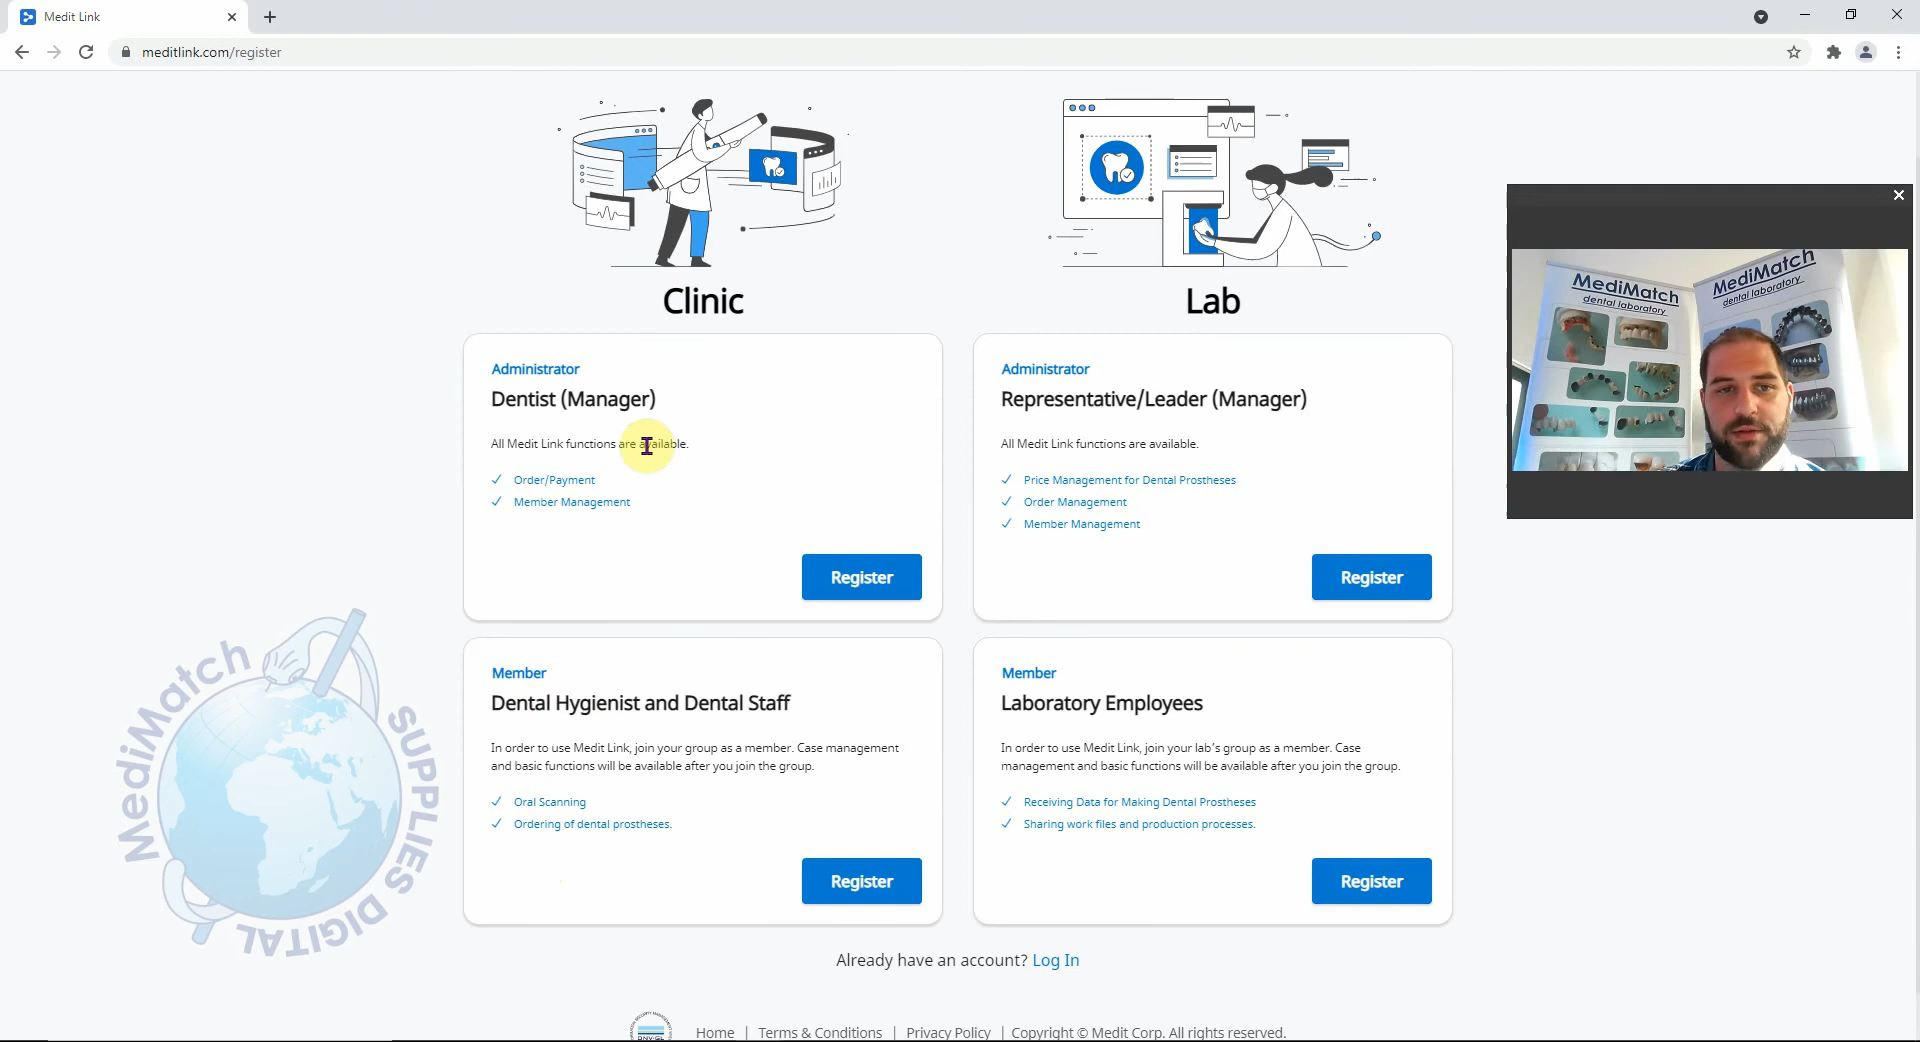 Medit Link
meditlink.com/register
Clinic
Administrator
Dentist (Manager)
All Medit Link functions are available.
Order/Payment
Member Management
Register
Lab
Administrator
Representative/Leader (Manager)
All Medit Link functions are available.
Price Management for Dental Prostheses
Order Management
Member Management
Register
Member
Dental Hygienist and Dental Staff
In order to use Medit Link, join your group as a member. Case management
and basic functions will be available after you join the group.
Oral Scanning
Ordering of dental prostheses.
Register
Member
Laboratory Employees
In order to use Medit Link, join your lab's group as a member. Case
management and basic functions will be available after you join the group.
Receiving Data for Making Dental Prostheses
Sharing work files and production processes.
Register
MediMatch
dental laboratory
MediMatch
dental laboratory
MediMatch
SUPPLIES DIGITAL
Already have an account? Log In
Home | Terms & Conditions | Privacy Policy | Copyright © Medit Corp. All rights reserved.